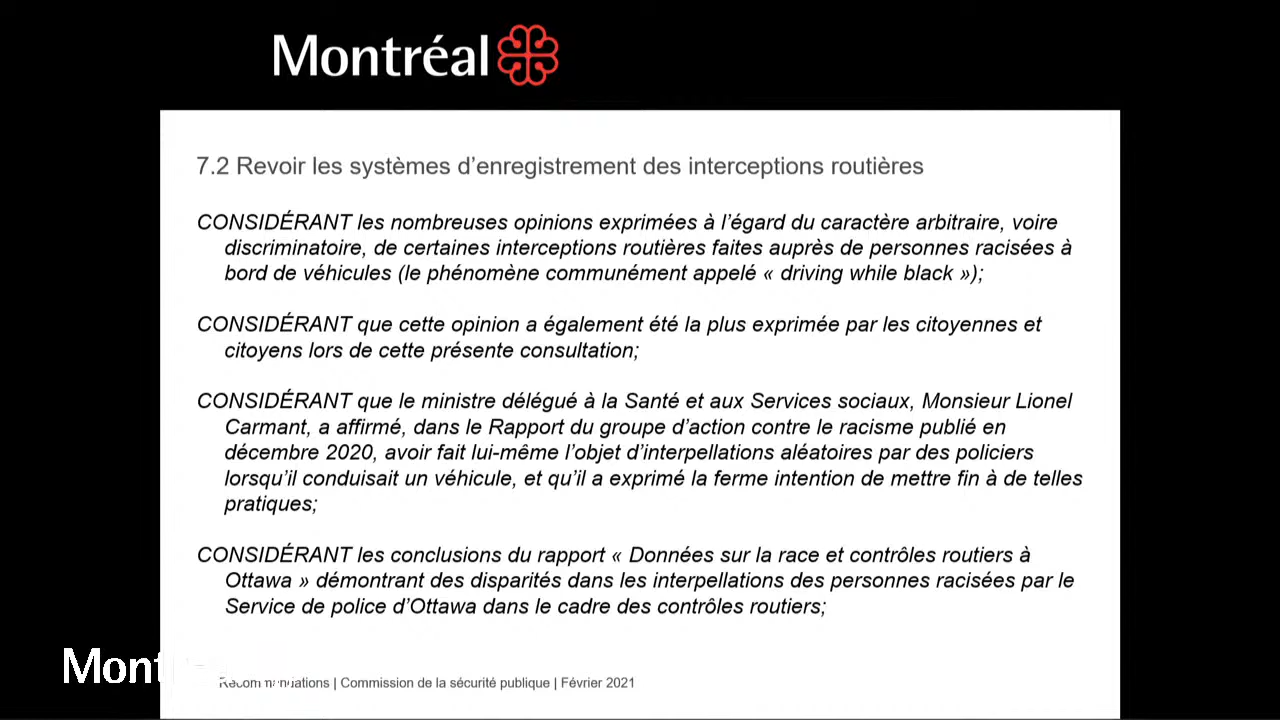 Montréal
7.2 Revoir les systèmes d'enregistrement des interceptions routières
CONSIDÉRANT les nombreuses opinions exprimées à l'égard du caractère arbitraire, voire
discriminatoire, de certaines interceptions routières faites auprès de personnes racisées à
bord de véhicules (le phénomène communément appelé « driving while black »);
CONSIDÉRANT que cette opinion a également été la plus exprimée par les citoyennes et
citoyens lors de cette présente consultation;
CONSIDÉRANT que le ministre délégué à la Santé et aux Services sociaux, Monsieur Lionel
Carmant, a affirmé, dans le Rapport du groupe d'action contre le racisme publié en
décembre 2020, avoir fait lui-même l'objet d'interpellations aléatoires par des policiers
lorsqu'il conduisait un véhicule, et qu'il a exprimé la ferme intention de mettre fin à de telles
pratiques;
CONSIDÉRANT les conclusions du rapport « Données sur la race et contrôles routiers à
Ottawa » démontrant des disparités dans les interpellations des personnes racisées par le
Service de police d'Ottawa dans le cadre des contrôles routiers;
Recommandations | Commission de la sécurité publique | Février 2021